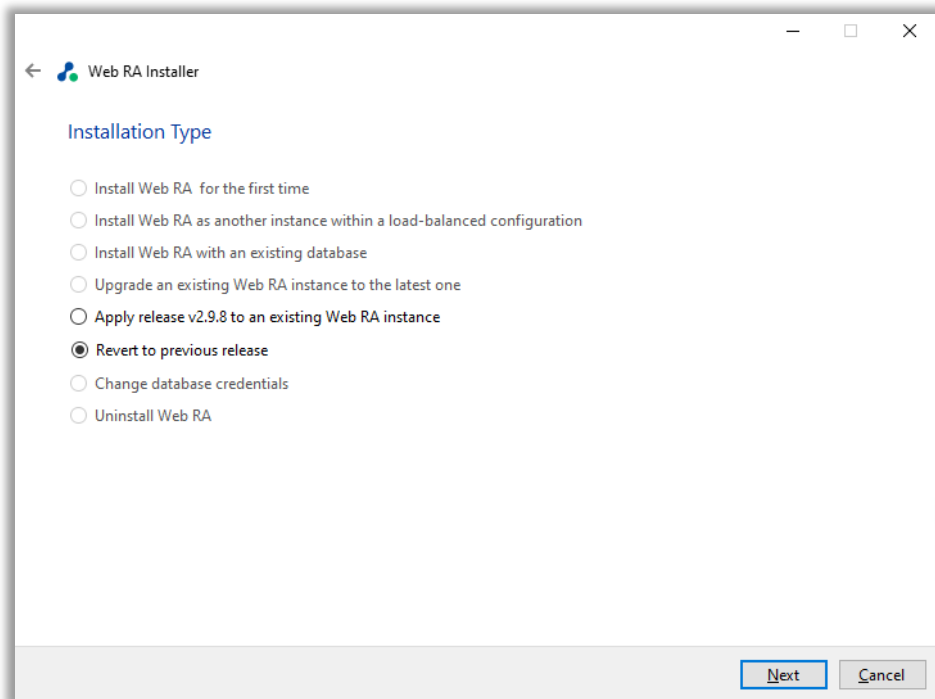 Web RA Installer
Installation Type
Install Web RA for the first time
Install Web RA as another instance within a load-balanced configuration
Install Web RA with an existing database
Upgrade an existing Web RA instance to the latest one
Apply release v2.9.8 to an existing Web RA instance
Revert to previous release
Change database credentials
Uninstall Web RA
Next Cancel